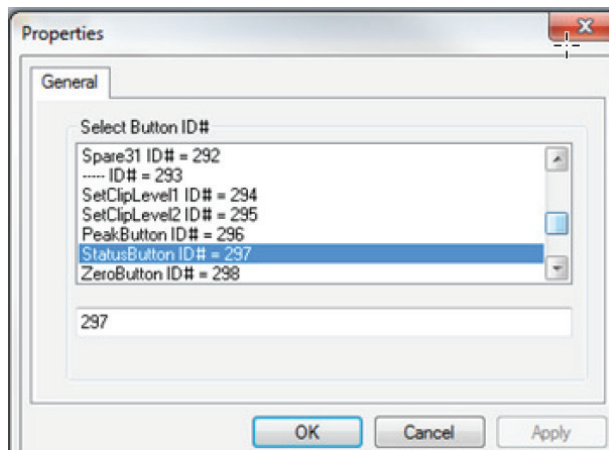 Properties
General
Select Button ID#
Spare31 ID# = 292
----- ID# = 293
SetClipLevel1 ID# = 294
SetClipLevel2 ID# = 295
PeakButton ID# = 296
StatusButton ID# = 297
ZeroButton ID# = 298
297
OK Cancel Apply